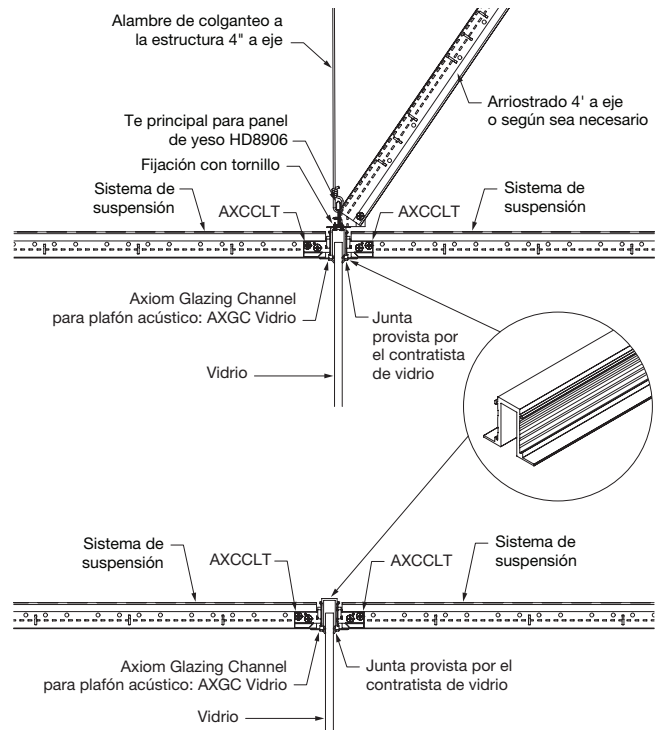 Alambre de colganteo a
la estructura 4" a eje
Arriostrado 4' a eje
o según sea necesario
Te principal para panel
de yeso HD8906
Fijación con tornillo
Sistema de
suspensión
AXCCLT
AXCCLT
Sistema de
suspensión
Axiom Glazing Channel
para plafón acústico: AXGC Vidrio
Junta
provista por
el contratista
de vidrio
Vidrio
Sistema de
suspensión
AXCCLT
AXCCLT
Sistema de
suspensión
Axiom Glazing Channel
para plafón acústico: AXGC Vidrio
Junta provista por el
contratista de vidrio
Vidrio